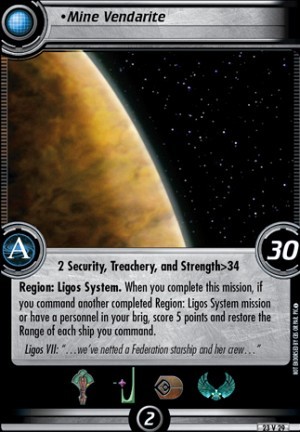 •Mine Vendarite
A
30
2 Security, Treachery, and Strength>34
Region: Ligos System. When you complete this mission, if
you command another completed Region: Ligos System mission
or have a personnel in your brig, score 5 points and restore
the Range of each ship you command.
Ligos VII: "…we've netted a Federation starship and her crew…"
2
23 V 29